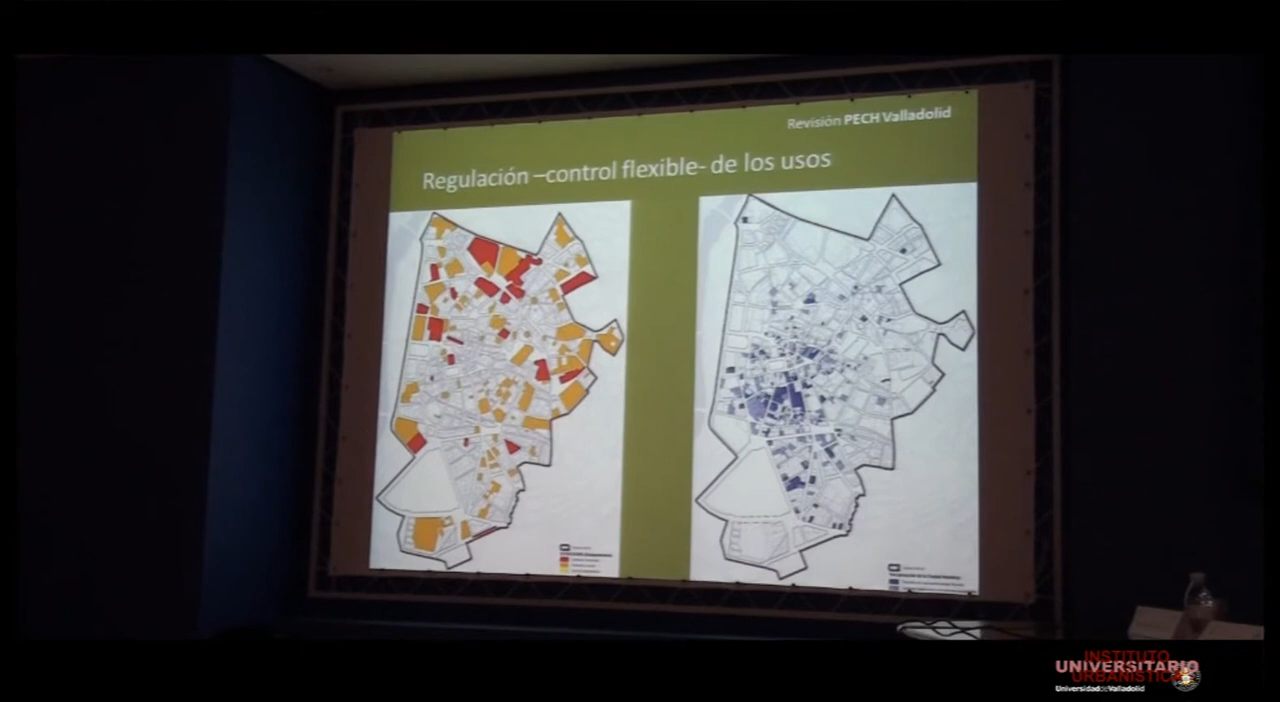 Revisión PECH Valladolid
Regulación –control flexible- de los usos
INSTITUTO
UNIVERSITARIO
URBANÍSTICA
Universidad de Valladolid